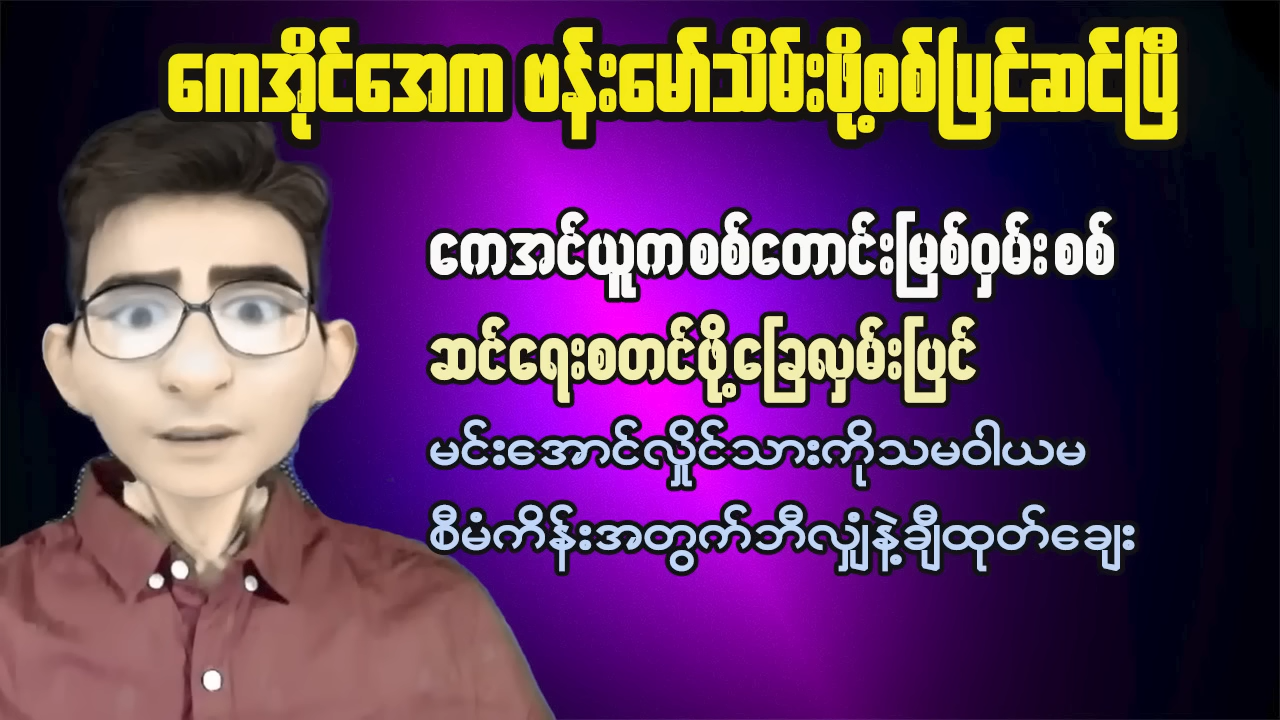 ကေအိုင်အေက ဗန်းမော်သိမ်းဖို့စစ်ပြင်ဆင်ပြီ
ကေအင်ယူက စစ်တောင်းမြစ်ဝှမ်း စစ်
ဆင်ရေးစတင်ဖို့ ခြေလှမ်းပြင်
မင်းအောင်လှိုင်သားကိုသမဝါယမ
စီမံကိန်းအတွက်ဘီလျှံနဲ့ချီထုတ်ချေး